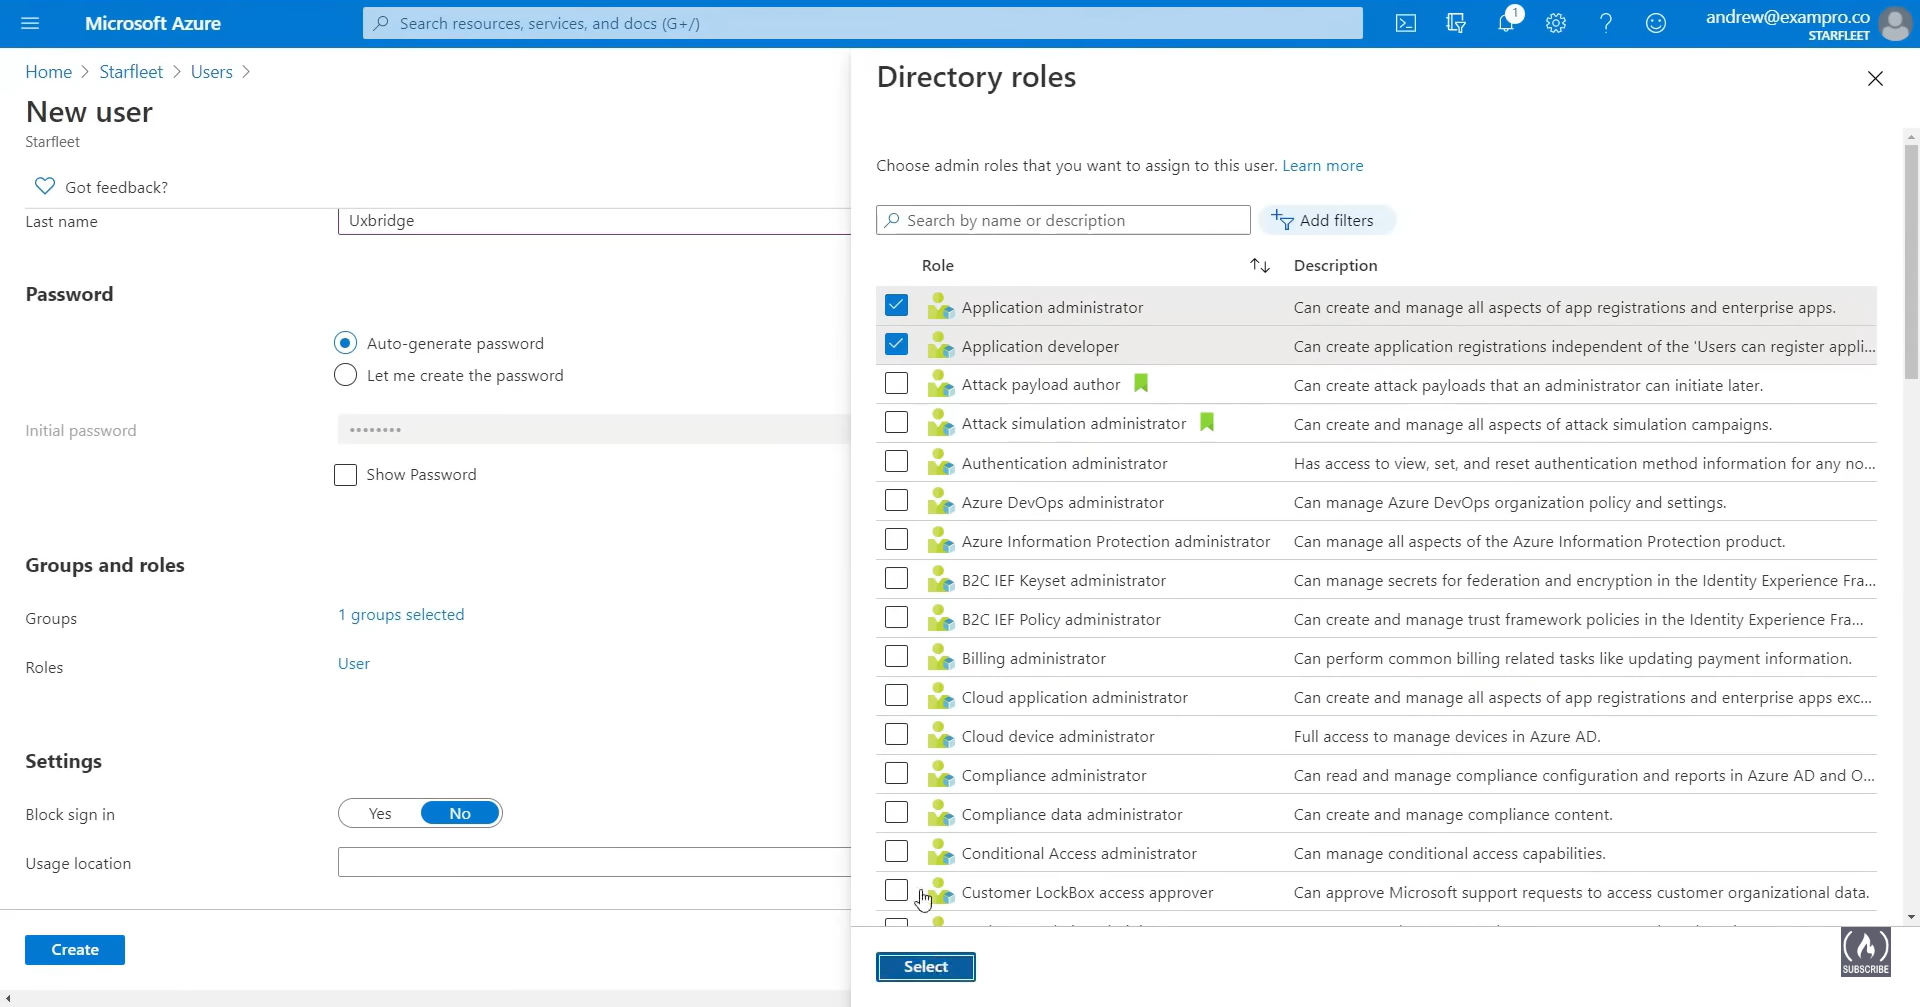 Microsoft Azure
Search resources, services, and docs (G+/)
1
andrew@exampro.co
STARFLEET
Home > Starfleet > Users >
New user
Starfleet
Got feedback?
Last name
Uxbridge
Password
Auto-generate password
Let me create the password
Initial password
••••••••
Show Password
Groups and roles
Groups
1 groups selected
Roles
User
Settings
Block sign in
Yes No
Usage location
Create
Directory roles
Choose admin roles that you want to assign to this user. Learn more
Search by name or description
Add filters
Role Description
Application administrator Can create and manage all aspects of app registrations and enterprise apps.
Application developer Can create application registrations independent of the 'Users can register appli...
Attack payload author Can create attack payloads that an administrator can initiate later.
Attack simulation administrator Can create and manage all aspects of attack simulation campaigns.
Authentication administrator Has access to view, set, and reset authentication method information for any no...
Azure DevOps administrator Can manage Azure DevOps organization policy and settings.
Azure Information Protection administrator Can manage all aspects of the Azure Information Protection product.
B2C IEF Keyset administrator Can manage secrets for federation and encryption in the Identity Experience Fra...
B2C IEF Policy administrator Can create and manage trust framework policies in the Identity Experience Fra...
Billing administrator Can perform common billing related tasks like updating payment information.
Cloud application administrator Can create and manage all aspects of app registrations and enterprise apps exc...
Cloud device administrator Full access to manage devices in Azure AD.
Compliance administrator Can read and manage compliance configuration and reports in Azure AD and O...
Compliance data administrator Can create and manage compliance content.
Conditional Access administrator Can manage conditional access capabilities.
Customer LockBox access approver Can approve Microsoft support requests to access customer organizational data.
Select
SUBSCRIBE